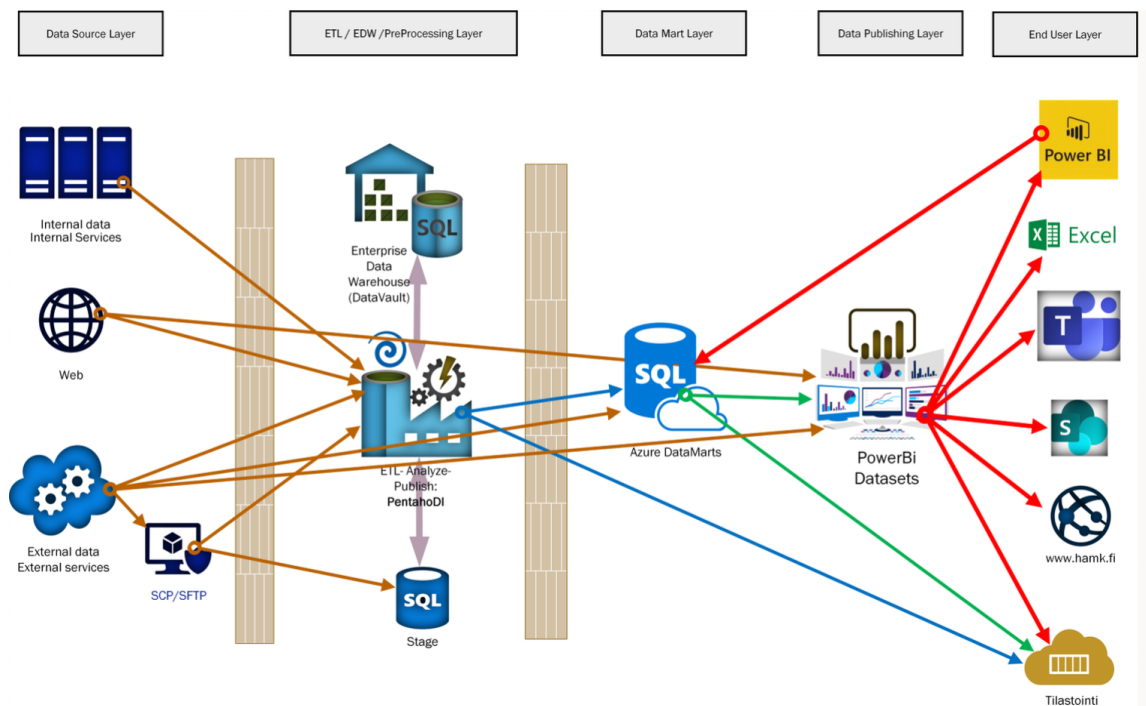 Data Source Layer
ETL / EDW /PreProcessing Layer
Data Mart Layer
Data Publishing Layer
End User Layer
Internal data
Internal Services
Web
External data
External services
SCP/SFTP
SQL
Enterprise
Data
Warehouse
(DataVault)
ETL- Analyze-
Publish:
PentahoDI
SQL
Stage
SQL
Azure DataMarts
PowerBi
Datasets
Power BI
X
Excel
T
S
www.hamk.fi
Tilastointi